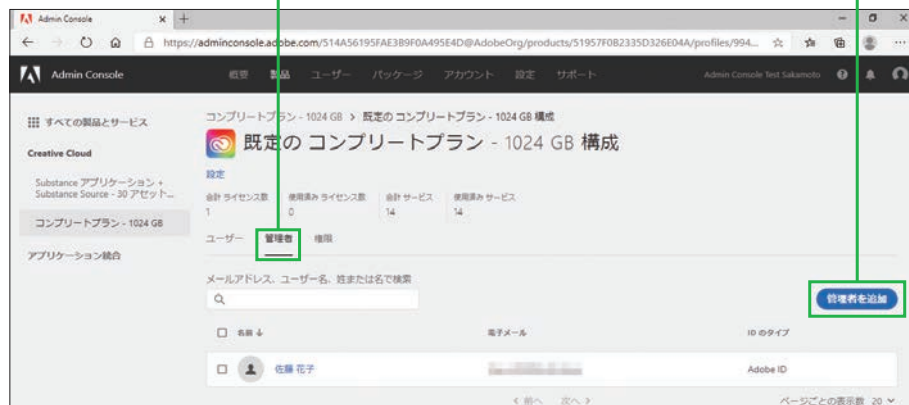 Admin Console
https://adminconsole.adobe.com/514A56195FAE3B9F0A495E4D@AdobeOrg/products/51957F0B2335D326E04A/profiles/994...
Admin Console 概要 製品 ユーザー パッケージ アカウント 設定 サポート Admin Console Test Sakamoto
すべての製品とサービス
Creative Cloud
Substance アプリケーション +
Substance Source - 30 アセット...
コンプリートプラン - 1024 GB
アプリケーション統合
コンプリートプラン - 1024 GB > 既定の コンプリートプラン - 1024 GB 構成
既定の コンプリートプラン - 1024 GB 構成
設定
合計 ライセンス数 使用済み ライセンス数 合計 サービス 使用済み サービス
1 0 14 14
ユーザー 管理者 権限
メールアドレス、ユーザー名、姓または名で検索
管理者を追加
名前 ↓ 電子メール ID のタイプ
佐藤 花子 Adobe ID
< 前へ 次へ > ページごとの表示数 20